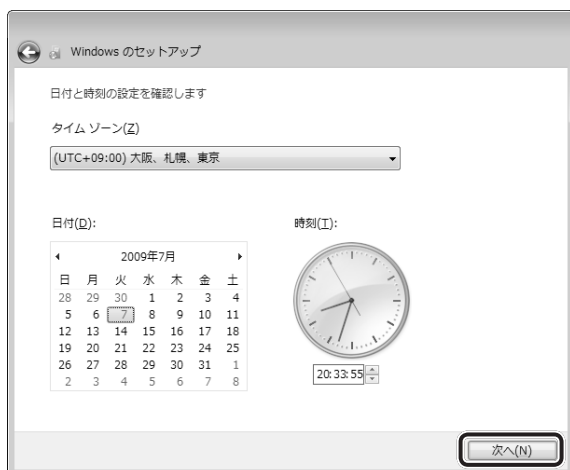 Windows のセットアップ
日付と時刻の設定を確認します
タイム ゾーン(Z)
(UTC+09:00) 大阪、札幌、東京
日付(D):
2009年7月
日 月 火 水 木 金 土
28 29 30 1 2 3 4
5 6 7 8 9 10 11
12 13 14 15 16 17 18
19 20 21 22 23 24 25
26 27 28 29 30 31 1
2 3 4 5 6 7 8
時刻(T):
20:33:55
次へ(N)